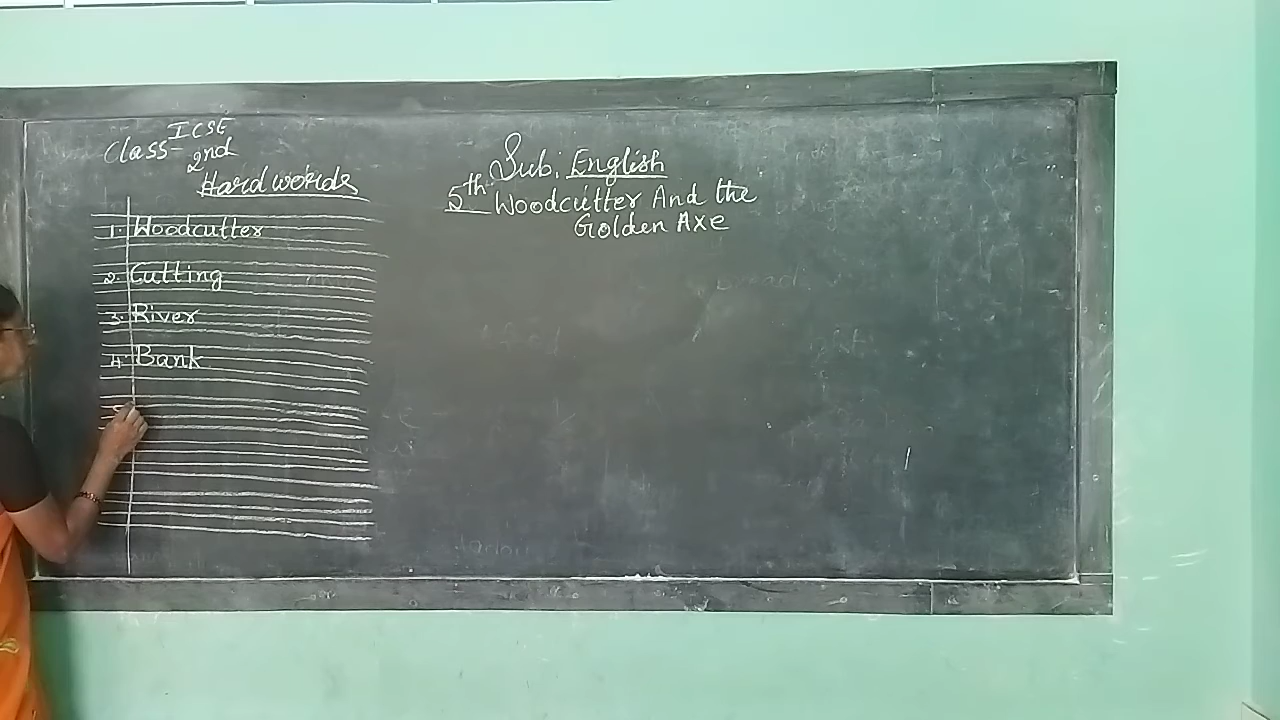 ICSE
Class- 2nd
Hard words
1. Woodcutter
2. Cutting
3. River
4. Bank
Sub: English
5th Woodcutter And the
Golden Axe